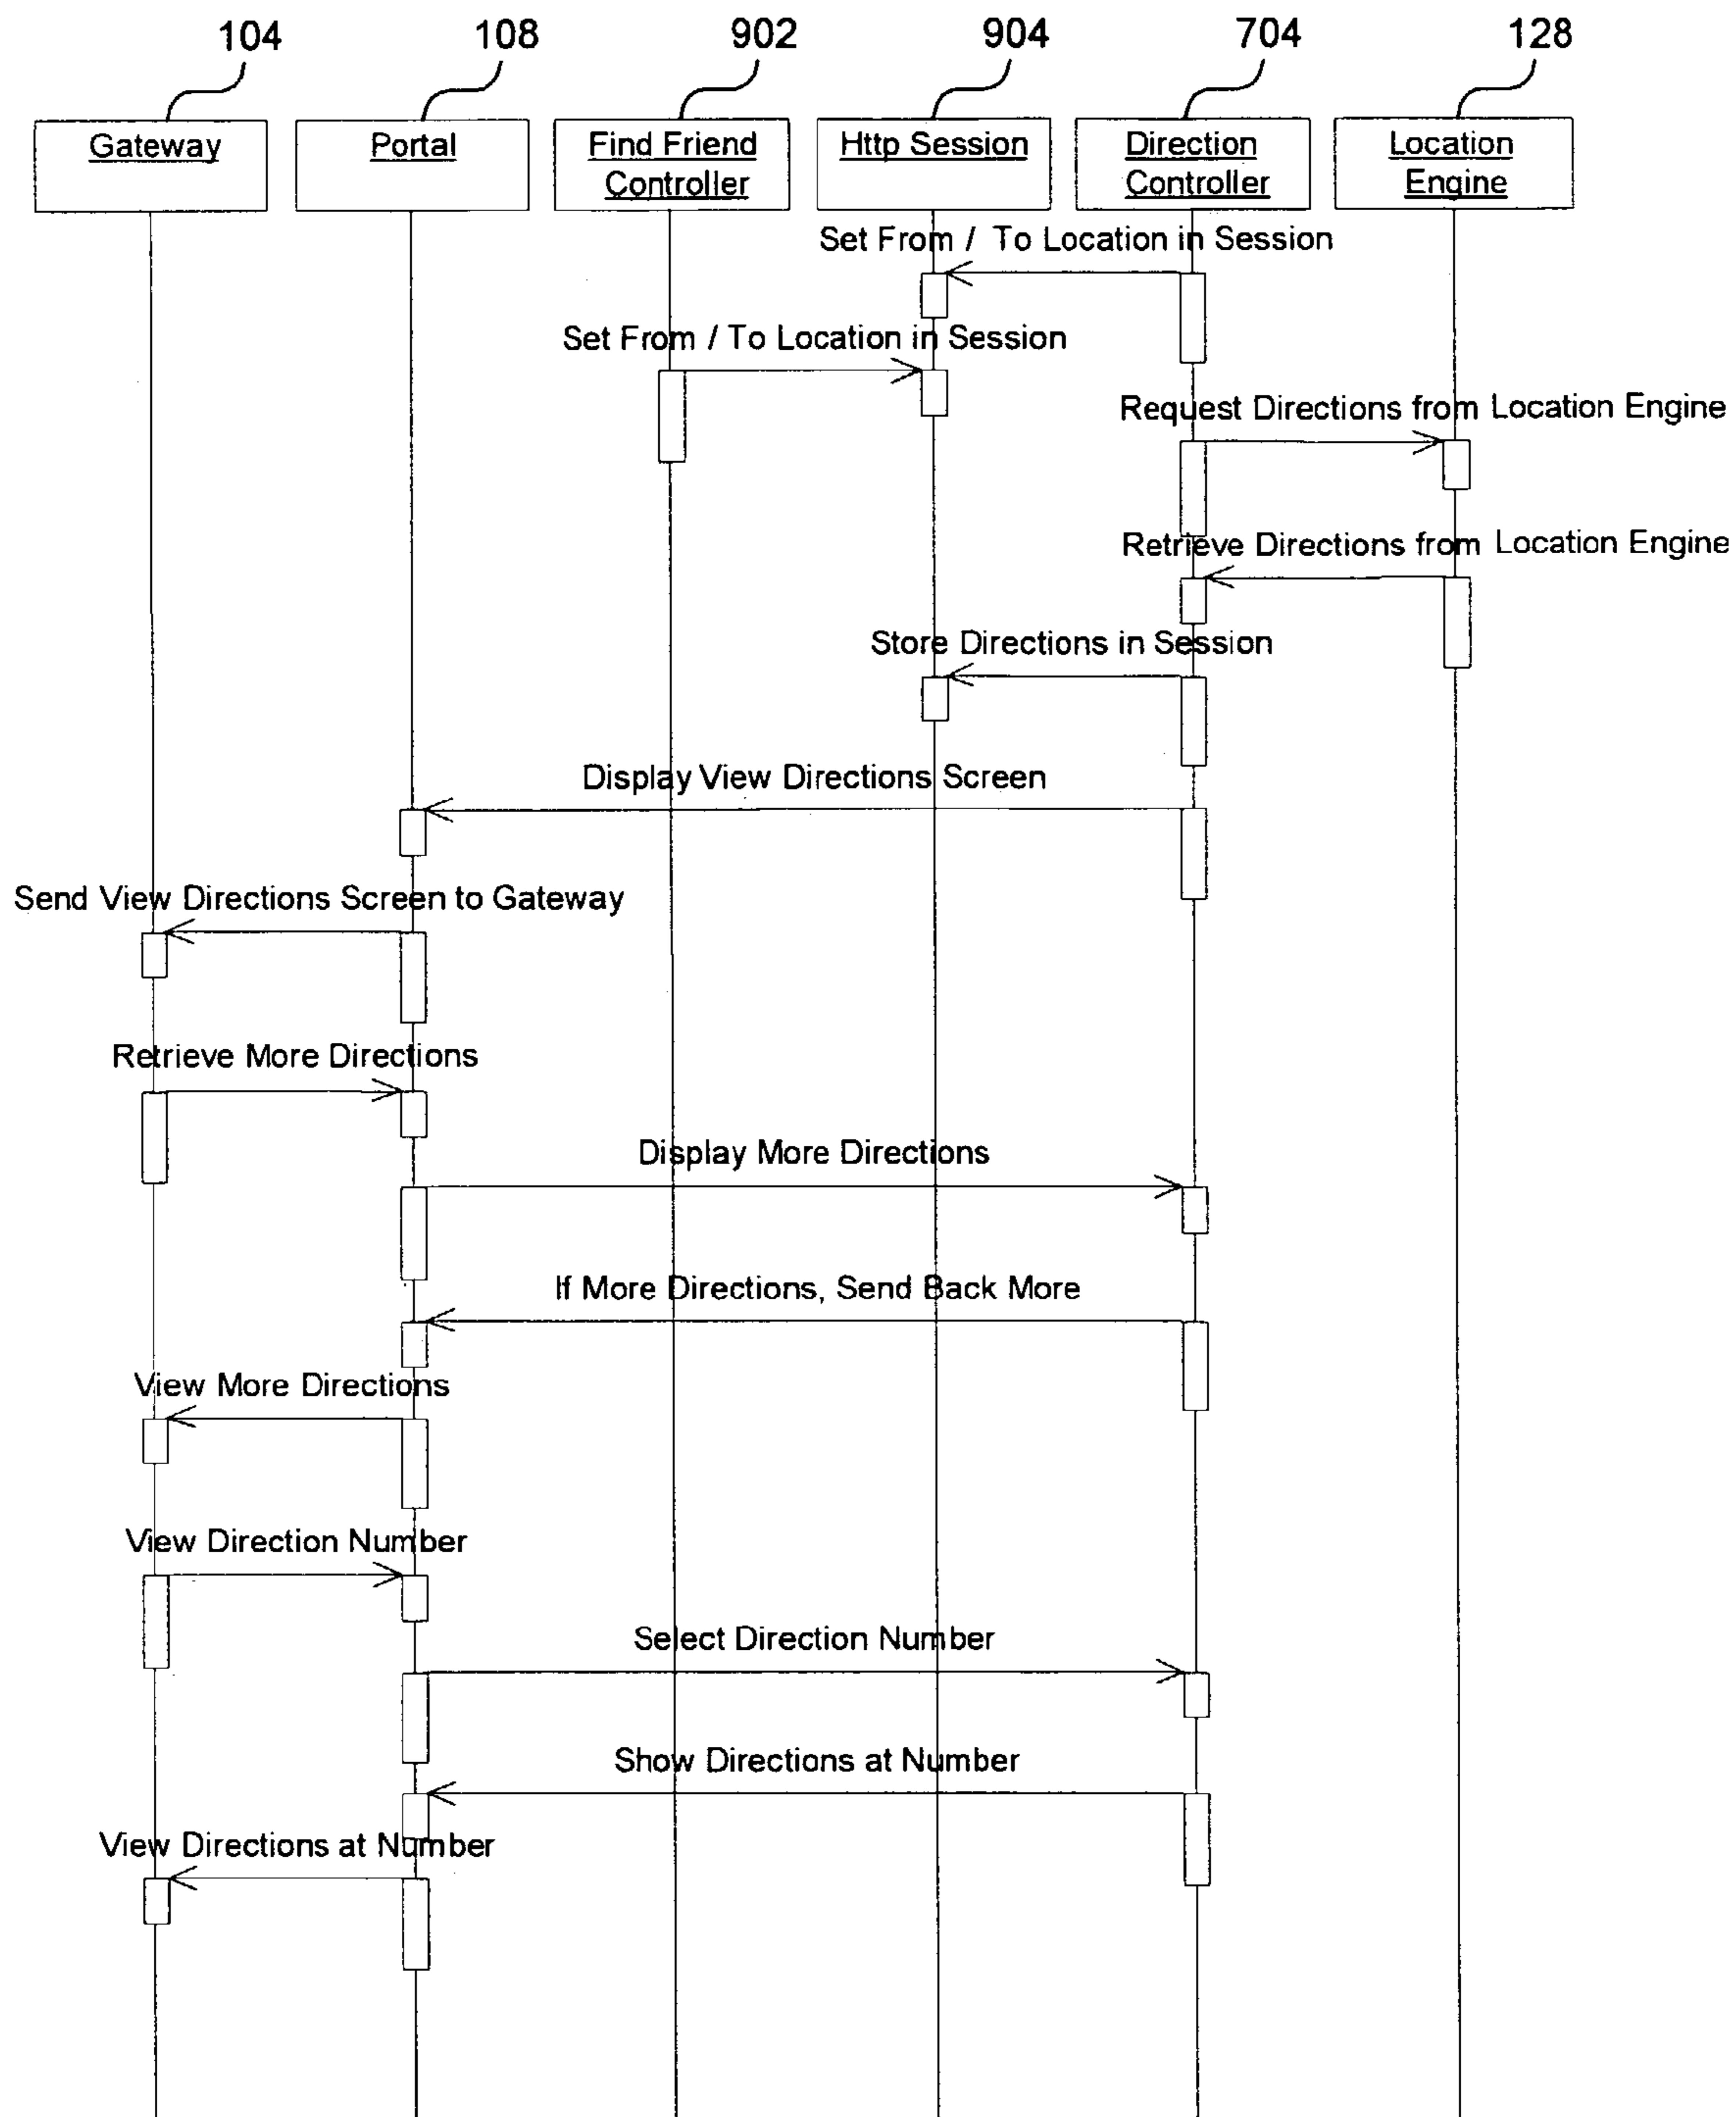 104
108
902
904
704
128
Gateway
Portal
Find Friend
Controller
Http Session
Direction
Controller
Location
Engine
Set From / To Location in Session
Set From / To Location in Session
Request Directions from Location Engine
Retrieve Directions from Location Engine
Store Directions in Session
Display View Directions Screen
Send View Directions Screen to Gateway
Retrieve More Directions
Display More Directions
If More Directions, Send Back More
View More Directions
View Direction Number
Select Direction Number
Show Directions at Number
View Directions at Number